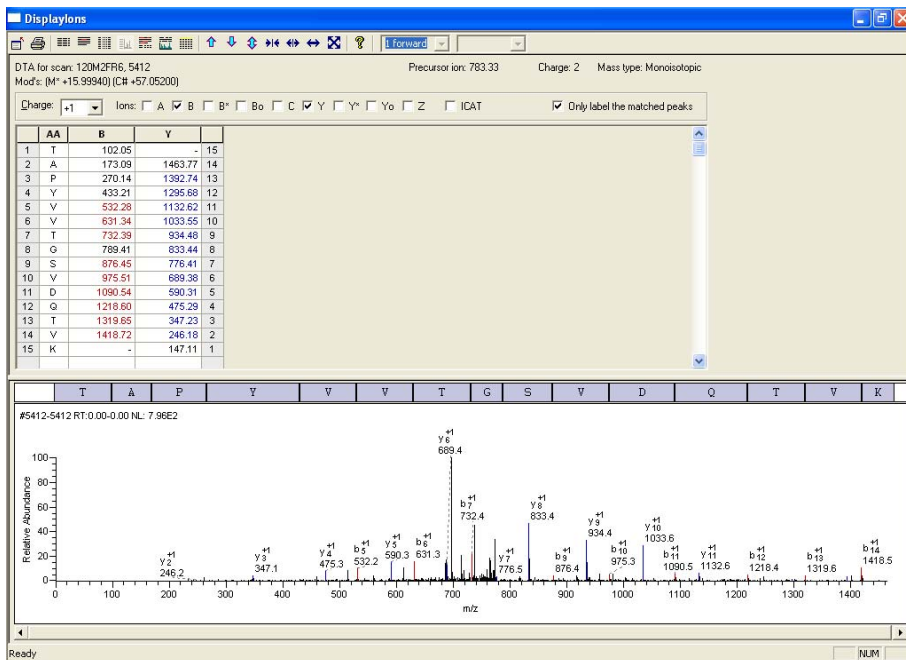 DisplayIons
1 forward
DTA for scan: 120M2FR6, 5412 Precursor ion: 783.33 Charge: 2 Mass type: Monoisotopic
Mod's: (M* +15.99940) (C# +57.05200)
Charge: +1 Ions: A B B* Bo C Y Y* Yo Z ICAT Only label the matched peaks
AA B Y
1 T 102.05 - 15
2 A 173.09 1463.77 14
3 P 270.14 1392.74 13
4 Y 433.21 1295.68 12
5 V 532.28 1132.62 11
6 V 631.34 1033.55 10
7 T 732.39 934.48 9
8 G 789.41 833.44 8
9 S 876.45 776.41 7
10 V 975.51 689.38 6
11 D 1090.54 590.31 5
12 Q 1218.60 475.29 4
13 T 1319.65 347.23 3
14 V 1418.72 246.18 2
15 K - 147.11 1
T A P Y V V T G S V D Q T V K
#5412-5412 RT:0.00-0.00 NL: 7.96E2
Relative Abundance
100
80
60
40
20
0
y2 +1 246.2
y3 +1 347.1
y4 +1 475.3
b5 +1 532.2
y5 +1 590.3
b6 +1 631.3
y6 +1 689.4
b7 +1 732.4
y7 +1 776.5
y8 +1 833.4
b9 +1 876.4
y9 +1 934.4
b10 +1 975.3
y10 +1 1033.6
b11 +1 1090.5
y11 +1 1132.6
b12 +1 1218.4
b13 +1 1319.6
b14 +1 1418.5
0 100 200 300 400 500 600 700 800 900 1000 1100 1200 1300 1400
m/z
Ready NUM